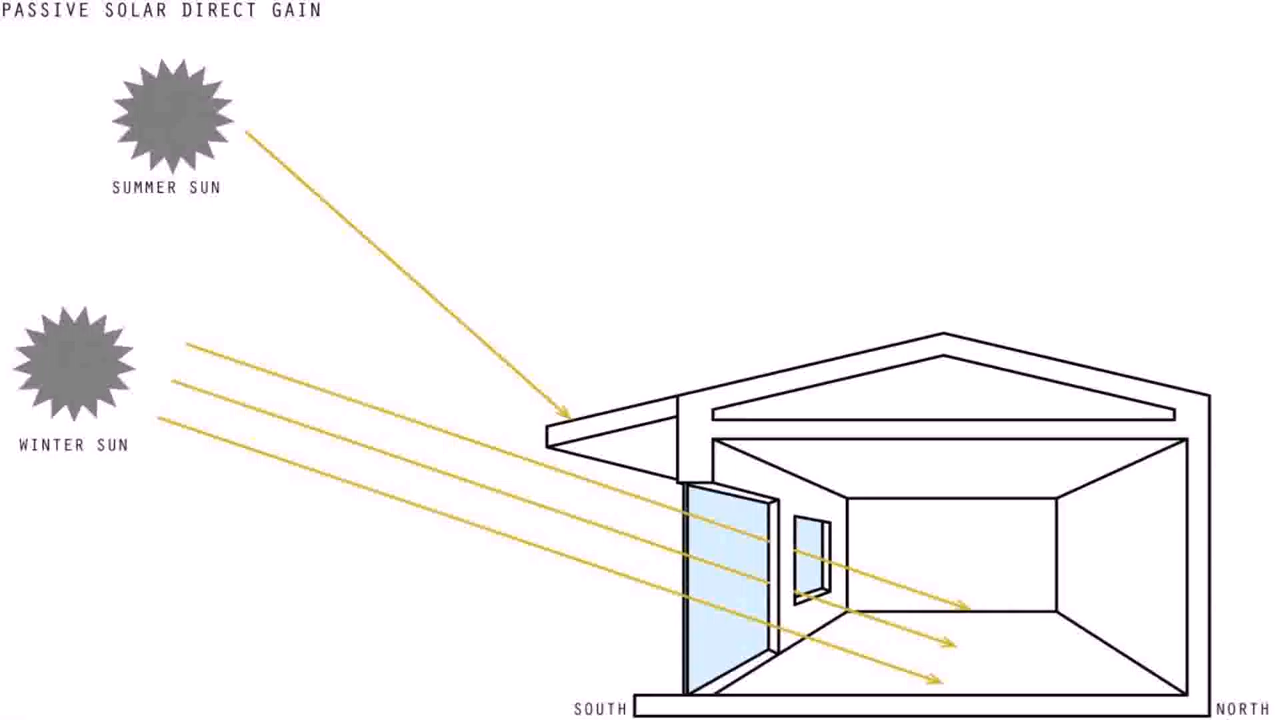 PASSIVE SOLAR DIRECT GAIN
SUMMER SUN
WINTER SUN
SOUTH
NORTH